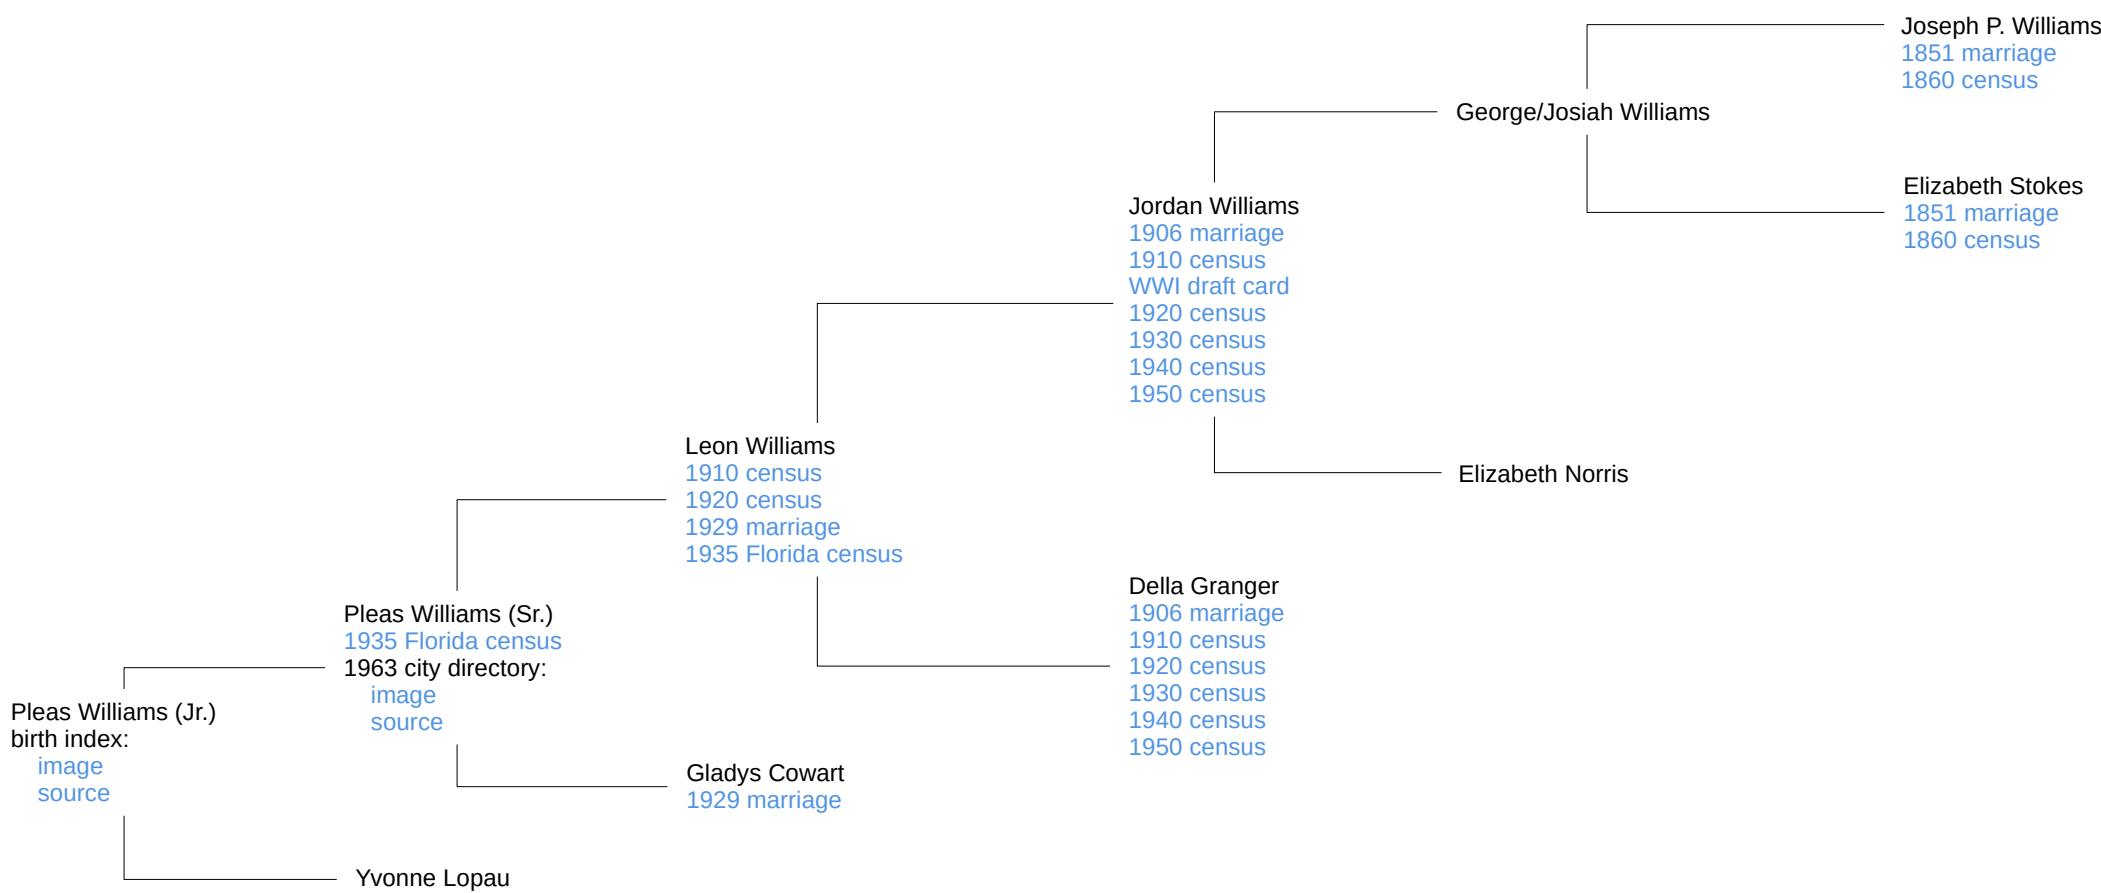 Joseph P. Williams
1851 marriage
1860 census
George/Josiah Williams
Elizabeth Stokes
1851 marriage
1860 census
Jordan Williams
1906 marriage
1910 census
WWI draft card
1920 census
1930 census
1940 census
1950 census
Elizabeth Norris
Leon Williams
1910 census
1920 census
1929 marriage
1935 Florida census
Della Granger
1906 marriage
1910 census
1920 census
1930 census
1940 census
1950 census
Pleas Williams (Sr.)
1935 Florida census
1963 city directory:
image
source
Gladys Cowart
1929 marriage
Pleas Williams (Jr.)
birth index:
image
source
Yvonne Lopau